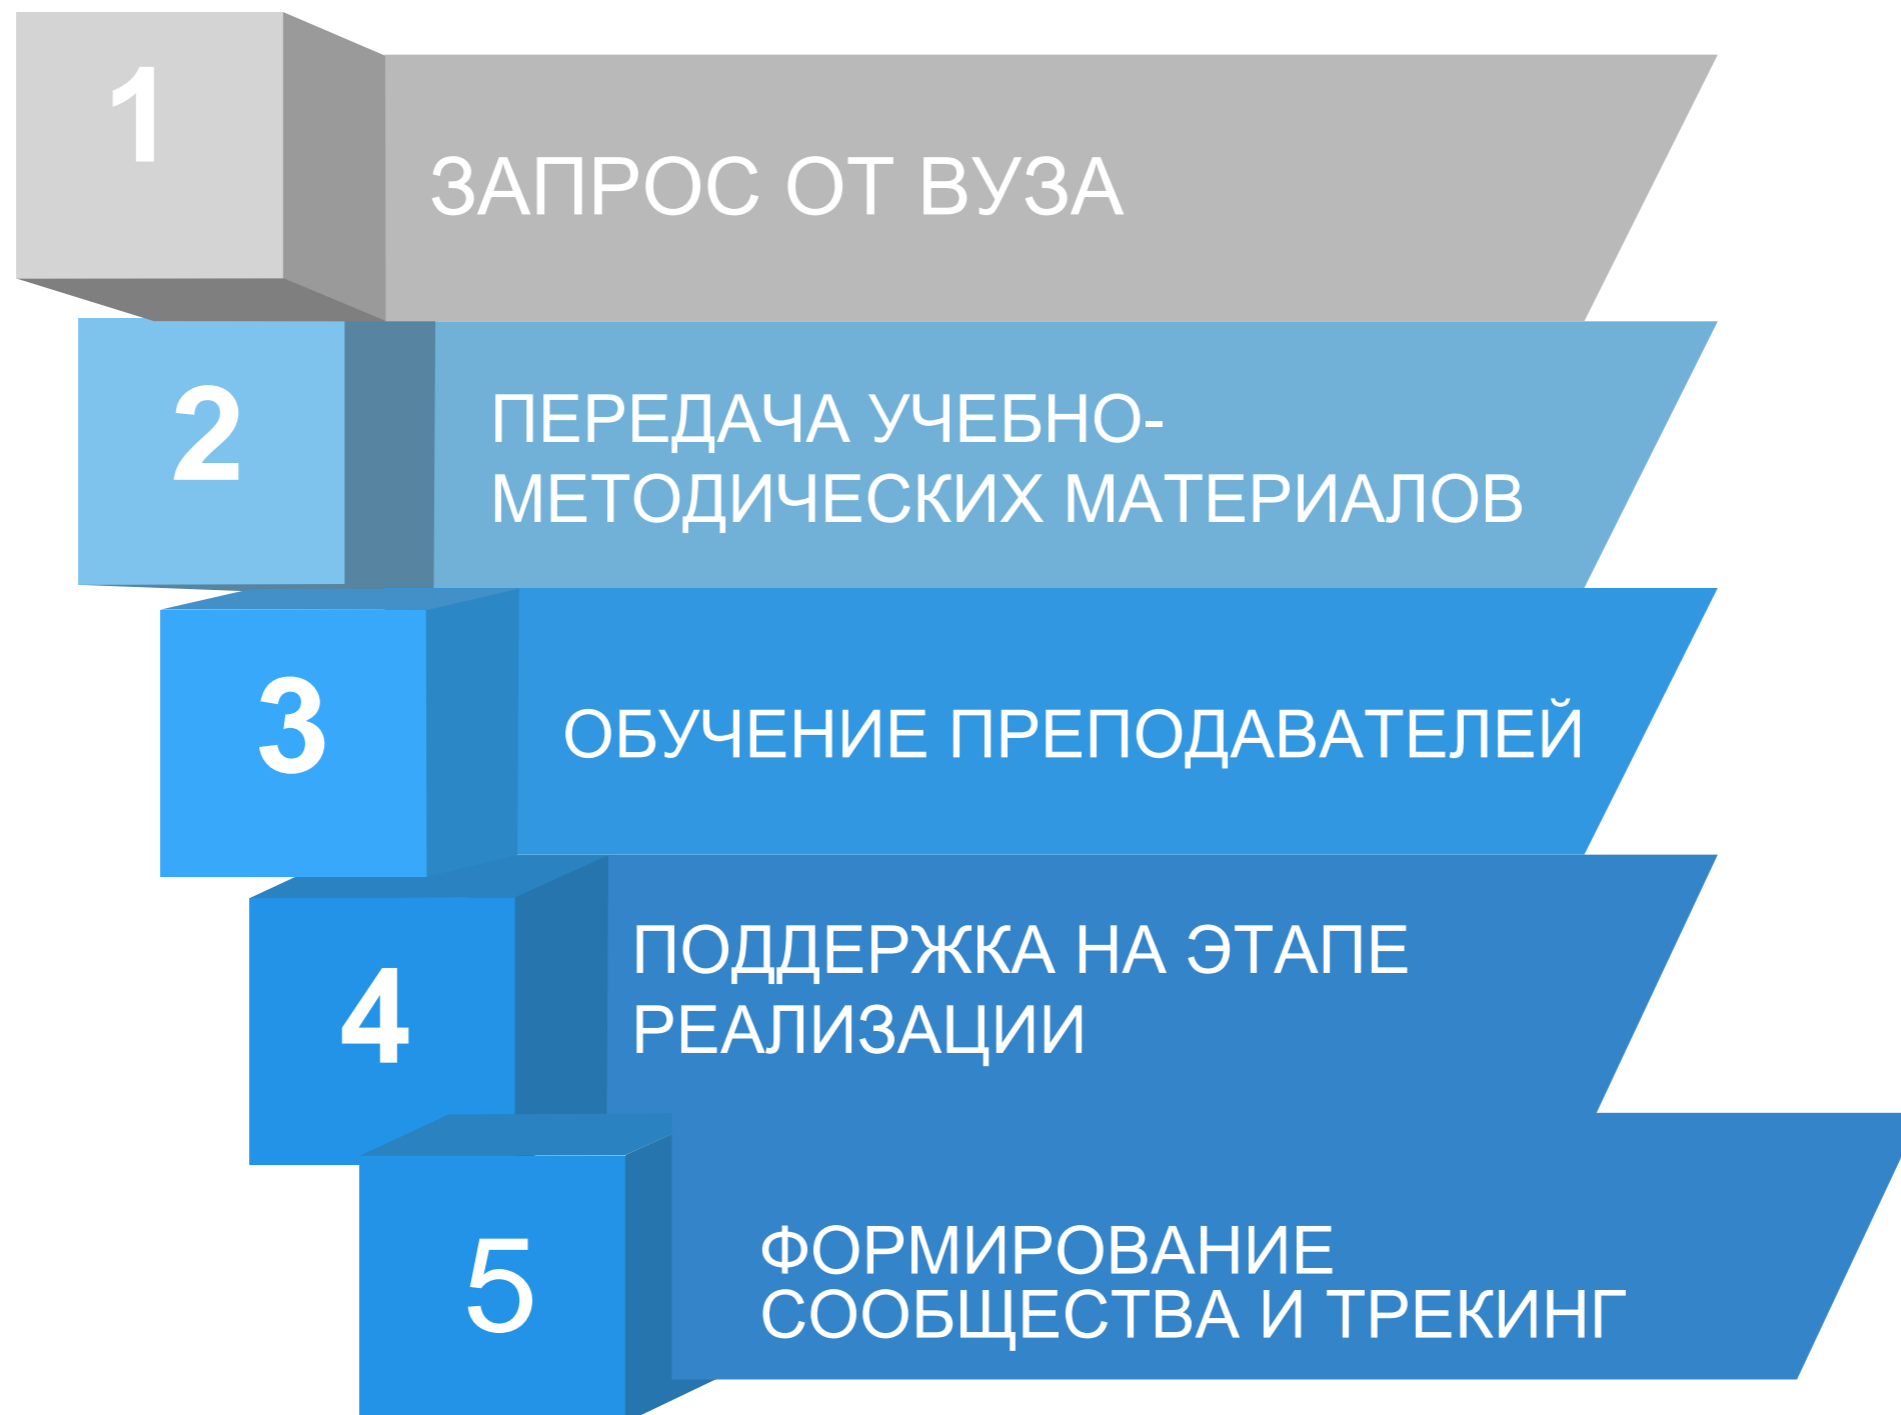 1
ЗАПРОС ОТ ВУЗА
2
ПЕРЕДАЧА УЧЕБНО-
МЕТОДИЧЕСКИХ МАТЕРИАЛОВ
3
ОБУЧЕНИЕ ПРЕПОДАВАТЕЛЕЙ
4
ПОДДЕРЖКА НА ЭТАПЕ
РЕАЛИЗАЦИИ
5
ФОРМИРОВАНИЕ
СООБЩЕСТВА И ТРЕКИНГ